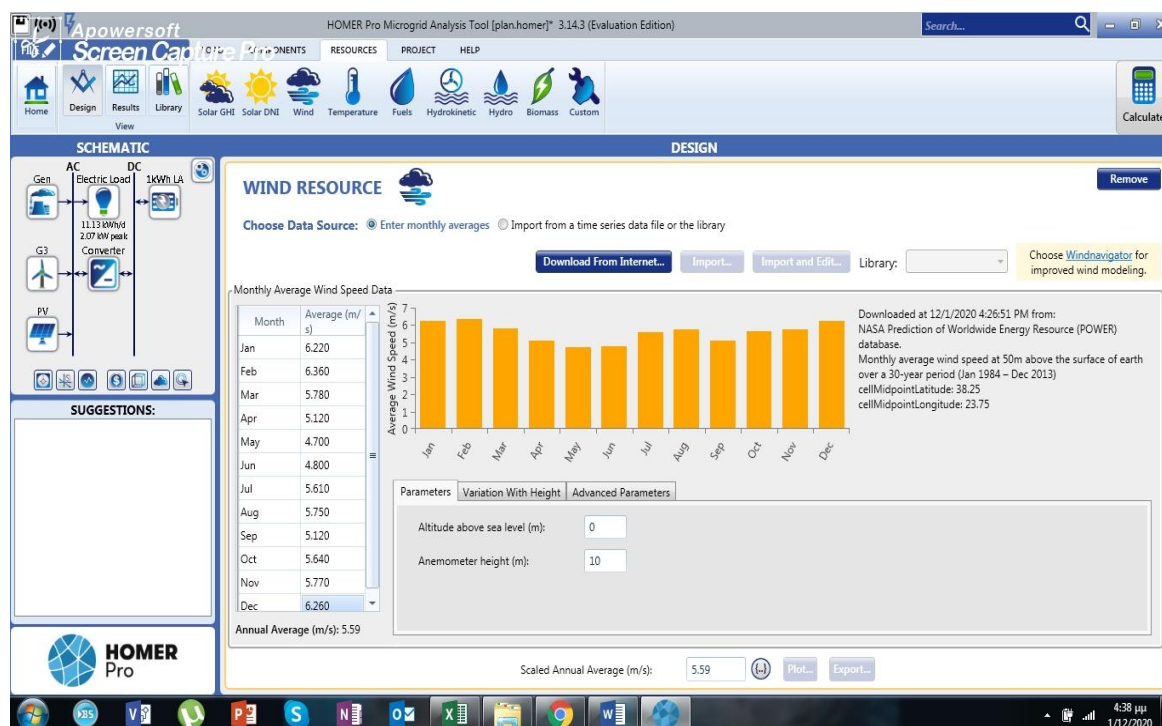 HOMER Pro Microgrid Analysis Tool [plan.homer]* 3.14.3 (Evaluation Edition)
Search...
Apowersoft
Screen Capture Pro
FILE
RESOURCES
PROJECT
HELP
Home
Design
Results
Library
View
Solar GHI
Solar DNI
Wind
Temperature
Fuels
Hydrokinetic
Hydro
Biomass
Custom
Calculate
SCHEMATIC
DESIGN
AC
DC
Gen
Electric Load
1kWh LA
11.13 kWh/d
2.07 kW peak
G3
Converter
PV
SUGGESTIONS:
HOMER
Pro
WIND RESOURCE
Remove
Choose Data Source: Enter monthly averages Import from a time series data file or the library
Download From Internet...
Import...
Import and Edit...
Library:
Choose Windnavigator for
improved wind modeling.
Monthly Average Wind Speed Data
Month Average (m/
s)
Jan 6.220
Feb 6.360
Mar 5.780
Apr 5.120
May 4.700
Jun 4.800
Jul 5.610
Aug 5.750
Sep 5.120
Oct 5.640
Nov 5.770
Dec 6.260
Annual Average (m/s): 5.59
Average Wind Speed (m/s)
7
6
5
4
3
2
1
0
Jan
Feb
Mar
Apr
May
Jun
Jul
Aug
Sep
Oct
Nov
Dec
Downloaded at 12/1/2020 4:26:51 PM from:
NASA Prediction of Worldwide Energy Resource (POWER)
database.
Monthly average wind speed at 50m above the surface of earth
over a 30-year period (Jan 1984 – Dec 2013)
cellMidpointLatitude: 38.25
cellMidpointLongitude: 23.75
Parameters
Variation With Height
Advanced Parameters
Altitude above sea level (m): 0
Anemometer height (m): 10
Scaled Annual Average (m/s): 5.59 {..} Plot... Export...
4:38 μμ
1/12/2020